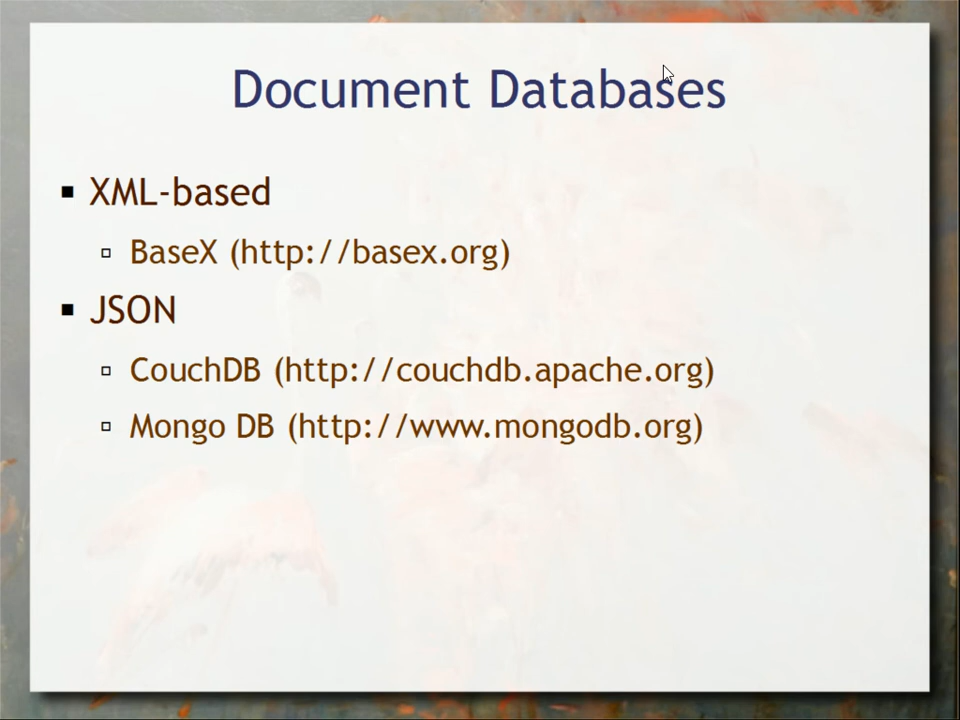 Document Databases
XML-based
BaseX (http://basex.org)
JSON
CouchDB (http://couchdb.apache.org)
Mongo DB (http://www.mongodb.org)